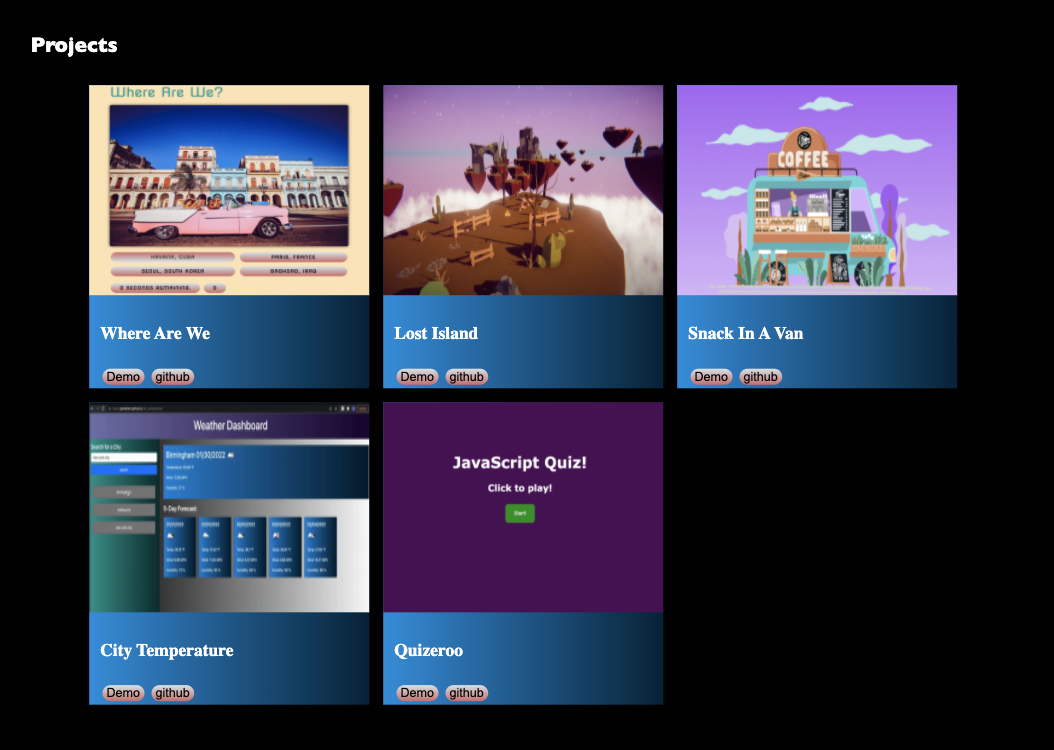 Projects
Where Are We?
HAVANA, CUBA
PARIS, FRANCE
SEOUL, SOUTH KOREA
BAGHDAD, IRAQ
5 SECONDS REMAINING.
Where Are We
Demo github
COFFEE
Lost Island
Demo github
Snack In A Van
Demo github
Weather Dashboard
Search for a City:
Birmingham 01/30/2022
5-Day Forecast:
City Temperature
Demo github
JavaScript Quiz!
Click to play!
Start
Quizeroo
Demo github